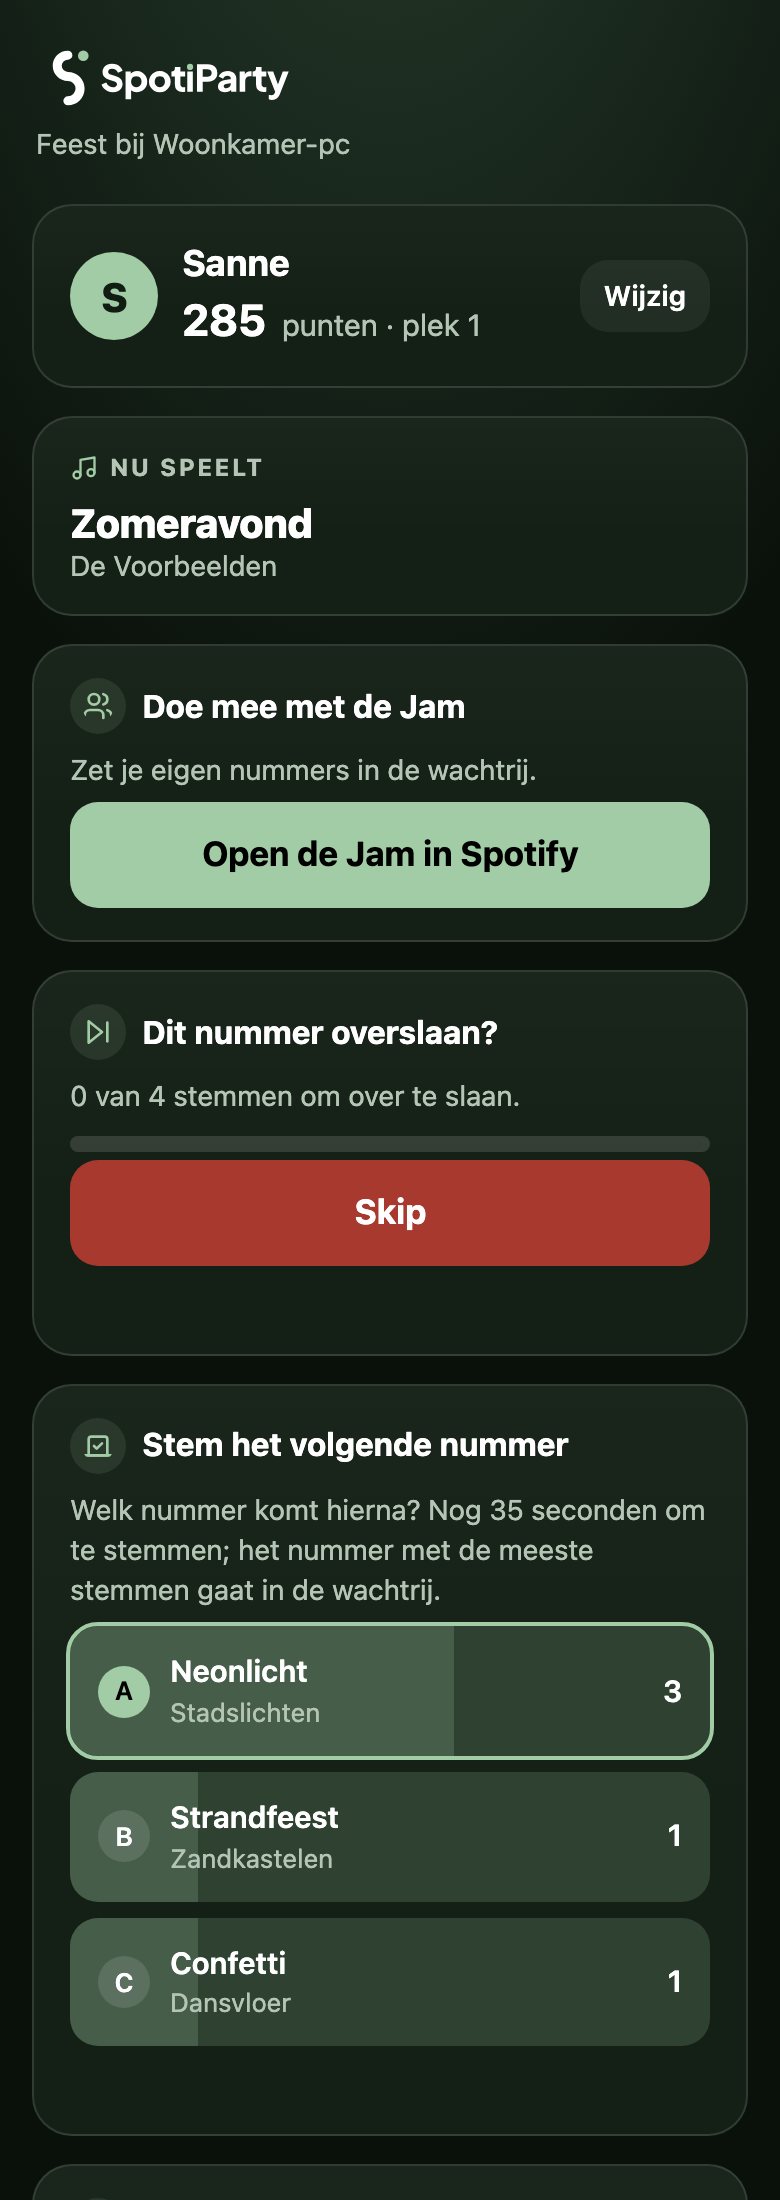 SpotiParty
Feest bij Woonkamer-pc
S
Sanne
285 punten · plek 1
Wijzig
NU SPEELT
Zomeravond
De Voorbeelden
Doe mee met de Jam
Zet je eigen nummers in de wachtrij.
Open de Jam in Spotify
Dit nummer overslaan?
0 van 4 stemmen om over te slaan.
Skip
Stem het volgende nummer
Welk nummer komt hierna? Nog 35 seconden om
te stemmen; het nummer met de meeste
stemmen gaat in de wachtrij.
A
Neonlicht
Stadslichten
3
B
Strandfeest
Zandkastelen
1
C
Confetti
Dansvloer
1